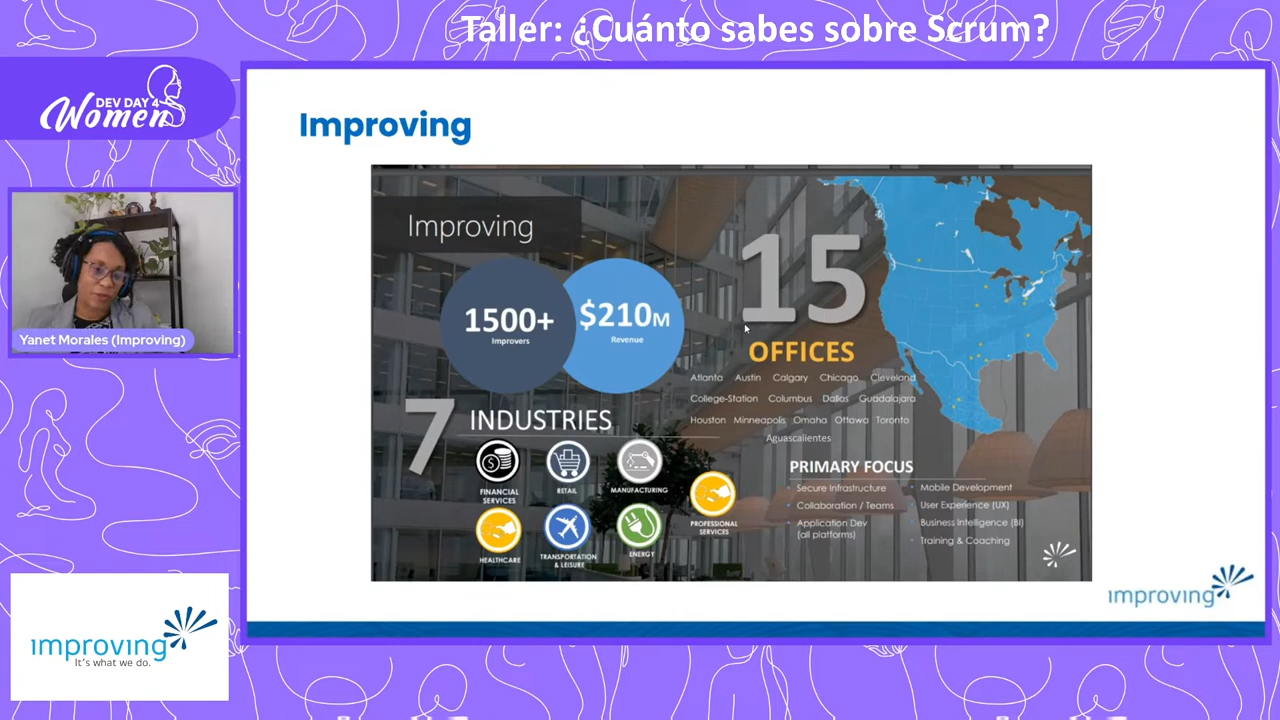 Taller: ¿Cuánto sabes sobre Scrum?
DEV DAY 4
Women
Yanet Morales (Improving)
improving
It's what we do.
Improving
Improving
1500+
Improvers
$210M
Revenue
15
OFFICES
Atlanta Austin Calgary Chicago Cleveland
College-Station Columbus Dallas Guadalajara
Houston Minneapolis Omaha Ottawa Toronto
Aguascalientes
7 INDUSTRIES
FINANCIAL
SERVICES
RETAIL
MANUFACTURING
PROFESSIONAL
SERVICES
HEALTHCARE
TRANSPORTATION
& LEISURE
ENERGY
PRIMARY FOCUS
• Secure Infrastructure
• Collaboration / Teams
• Application Dev
(all platforms)
• Mobile Development
• User Experience (UX)
• Business Intelligence (BI)
• Training & Coaching
improving